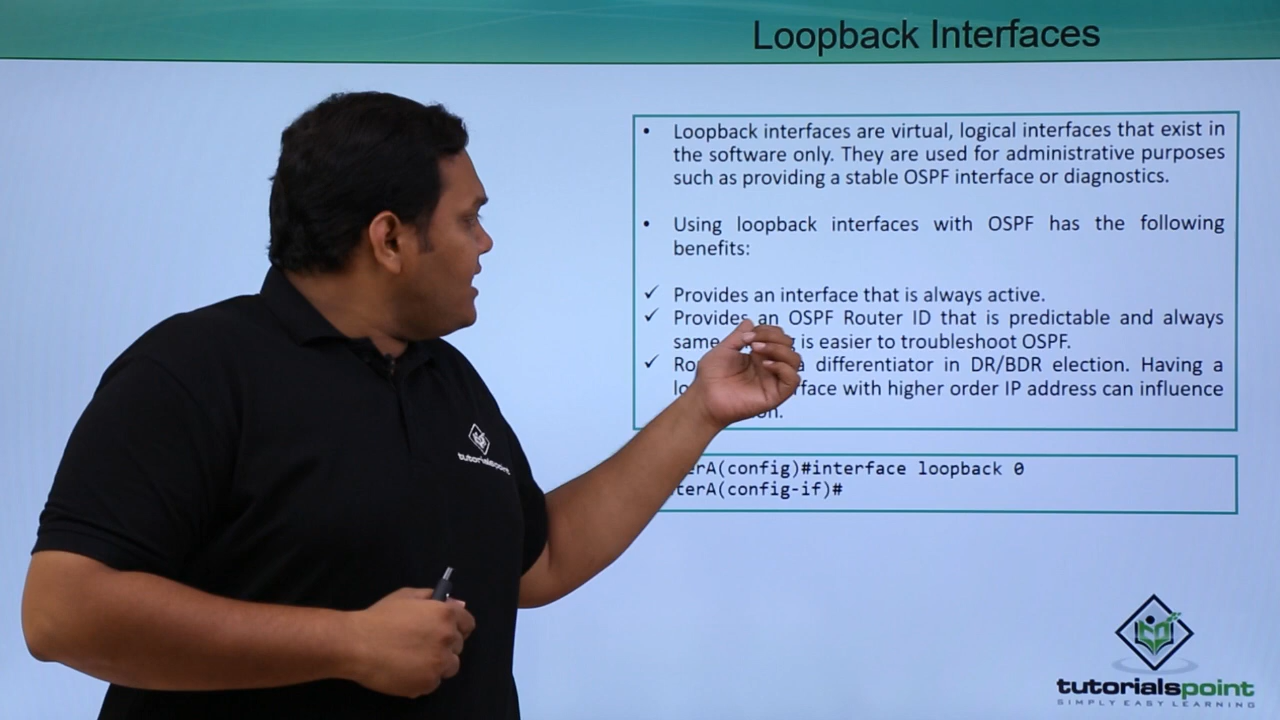 Loopback Interfaces
• Loopback interfaces are virtual, logical interfaces that exist in
the software only. They are used for administrative purposes
such as providing a stable OSPF interface or diagnostics.
• Using loopback interfaces with OSPF has the following
benefits:
✓ Provides an interface that is always active.
✓ Provides an OSPF Router ID that is predictable and always
same is easier to troubleshoot OSPF.
✓ a differentiator in DR/BDR election. Having a
with higher order IP address can influence
erA(config)#interface loopback 0
terA(config-if)#
tutorialspoint
tutorialspoint
SIMPLY EASY LEARNING